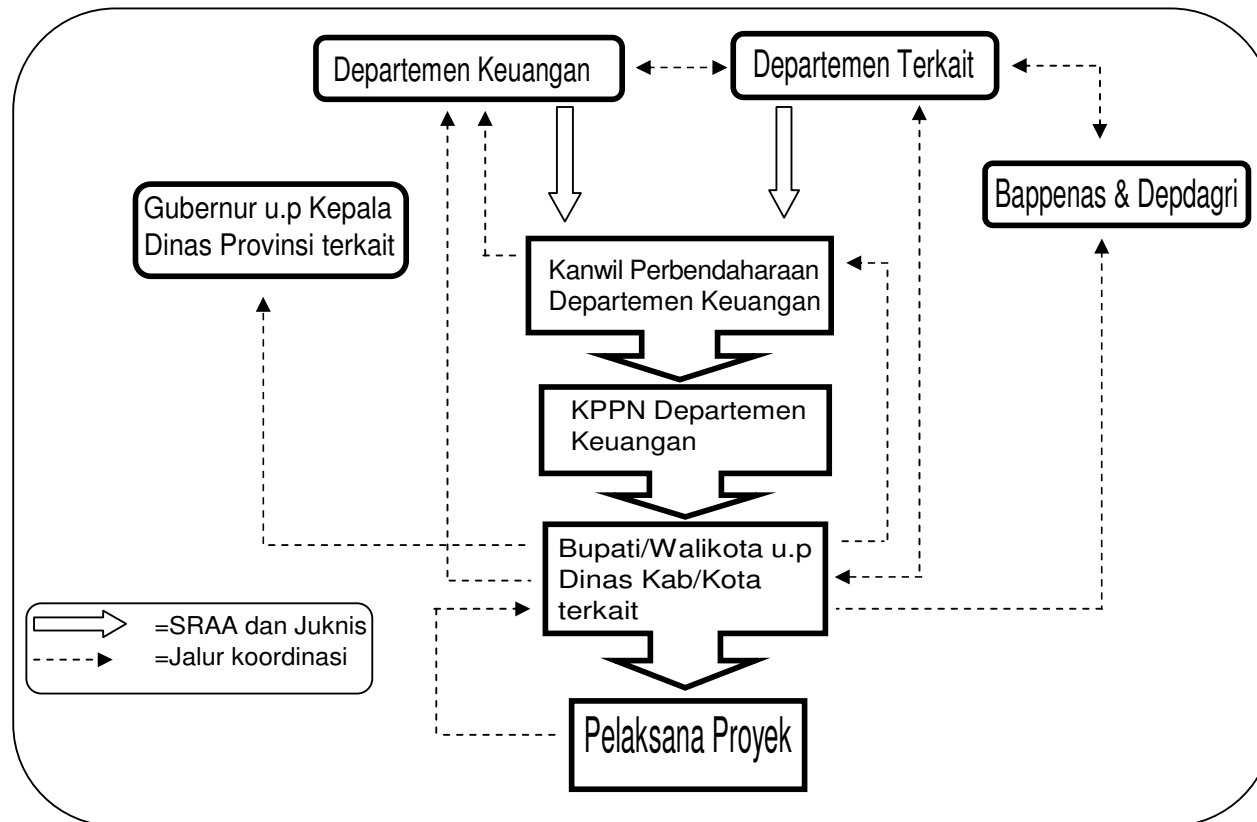 Departemen Keuangan
Departemen Terkait
Gubernur u.p Kepala
Dinas Provinsi terkait
Bappenas & Depdagri
Kanwil Perbendaharaan
Departemen Keuangan
KPPN Departemen
Keuangan
Bupati/Walikota u.p
Dinas Kab/Kota
terkait
=SRAA dan Juknis
=Jalur koordinasi
Pelaksana Proyek